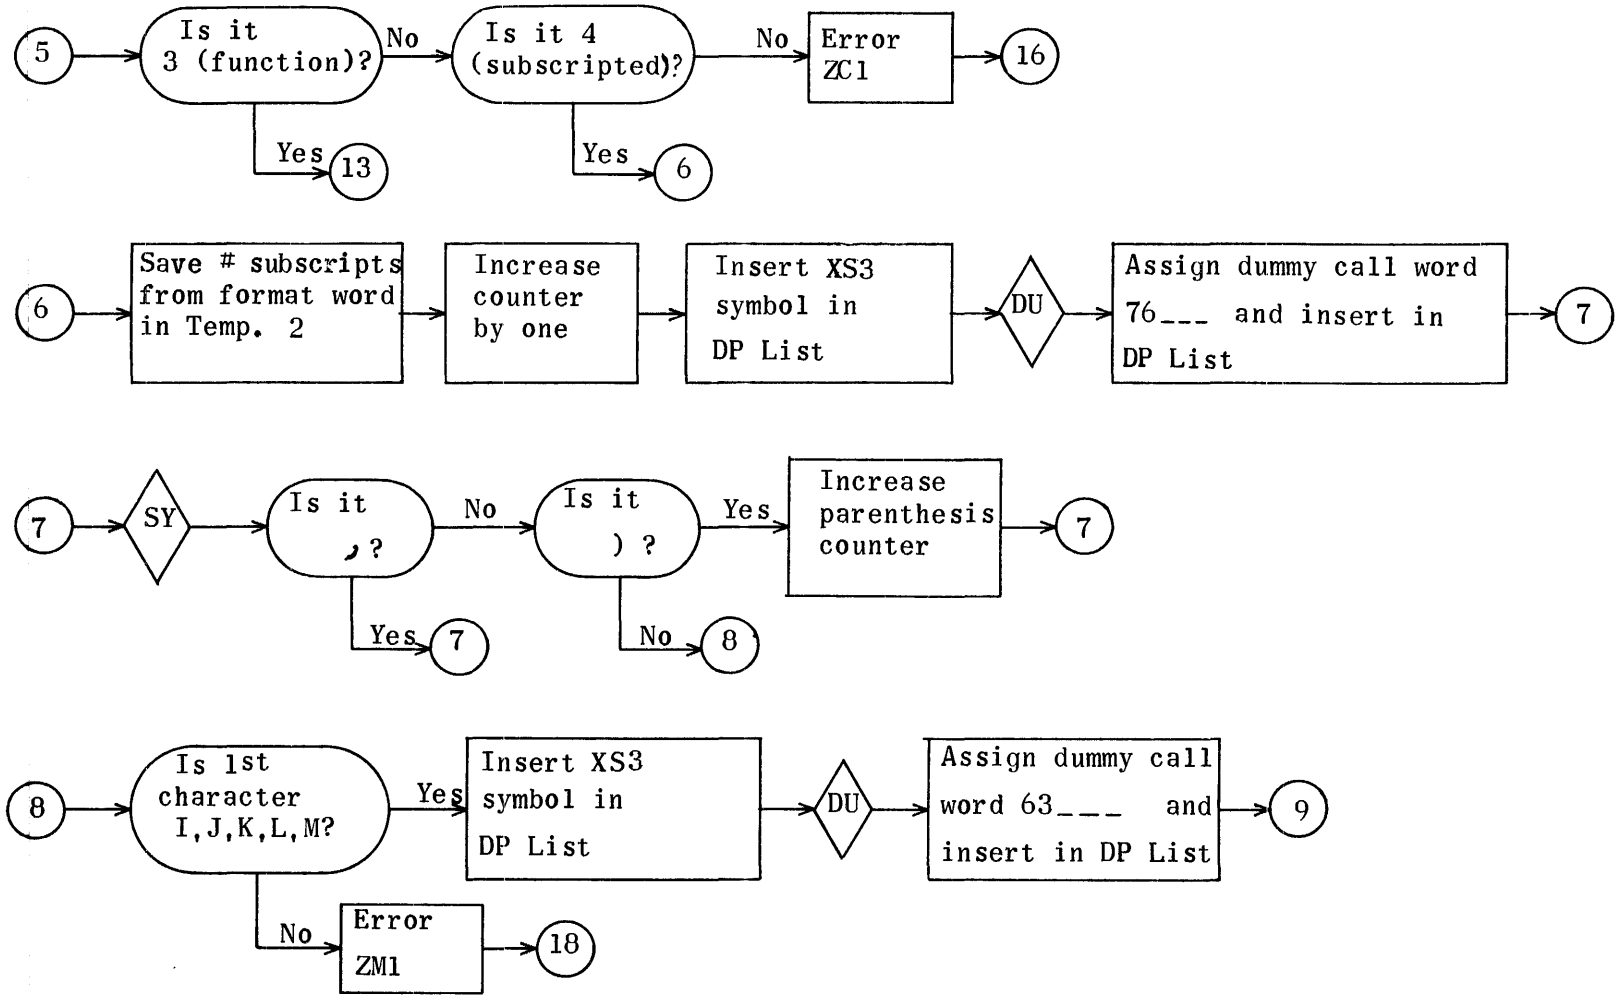 5
Is it
3 (function)?
No
Is it 4
(subscripted)?
No
Error
ZC1
16
Yes
13
Yes
6
6
Save # subscripts
from format word
in Temp. 2
Increase
counter
by one
Insert XS3
symbol in
DP List
DU
Assign dummy call word
76___ and insert in
DP List
7
7
SY
Is it
, ?
No
Is it
) ?
Yes
Increase
parenthesis
counter
7
Yes
7
No
8
8
Is 1st
character
I,J,K,L,M?
Yes
Insert XS3
symbol in
DP List
DU
Assign dummy call
word 63___ and
insert in DP List
9
No
Error
ZM1
18